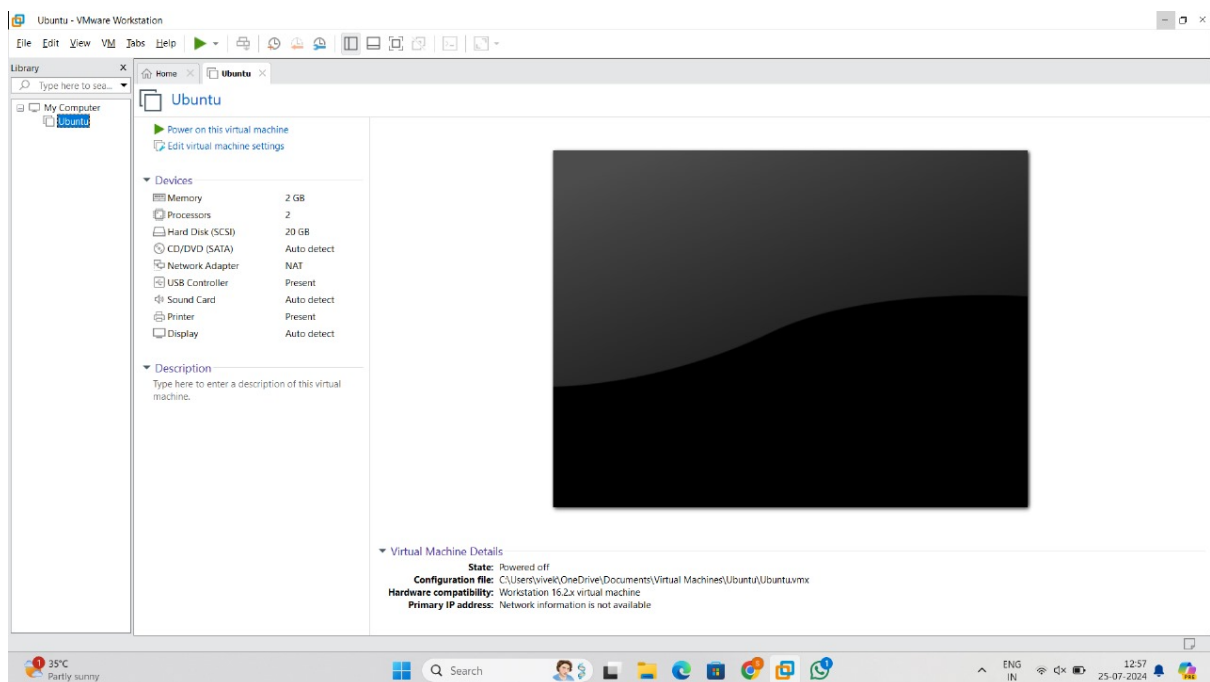 Ubuntu - VMware Workstation
File Edit View VM Tabs Help
Library X
Home
Ubuntu
Type here to sea...
My Computer
Ubuntu
Ubuntu
Power on this virtual machine
Edit virtual machine settings
Devices
Memory 2 GB
Processors 2
Hard Disk (SCSI) 20 GB
CD/DVD (SATA) Auto detect
Network Adapter NAT
USB Controller Present
Sound Card Auto detect
Printer Present
Display Auto detect
Description
Type here to enter a description of this virtual
machine.
Virtual Machine Details
State: Powered off
Configuration file: C:\Users\vivek\OneDrive\Documents\Virtual Machines\Ubuntu\Ubuntu.vmx
Hardware compatibility: Workstation 16.2.x virtual machine
Primary IP address: Network information is not available
1
35°C
Partly sunny
Search
ENG
IN
12:57
25-07-2024
PRE